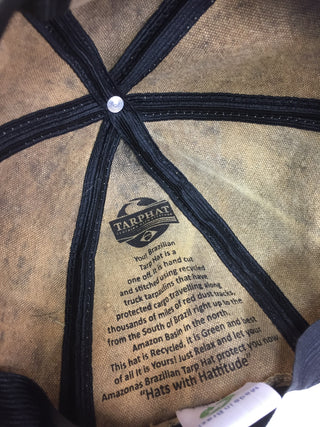 TARPHAT
Your Brazilian
Tarp Hat is a
one off. It is hand cut
and stitched using recycled
truck tarpaulins that have
protected cargo travelling along
thousands of miles of red dust tracks,
from the South of Brazil right up to the
Amazon Basin in the north.
This hat is Recycled, it is Green and best
of all It is Yours! Just Relax and let your
Amazonas Brazilian Tarp Hat protect you now
"Hats with Hattitude"